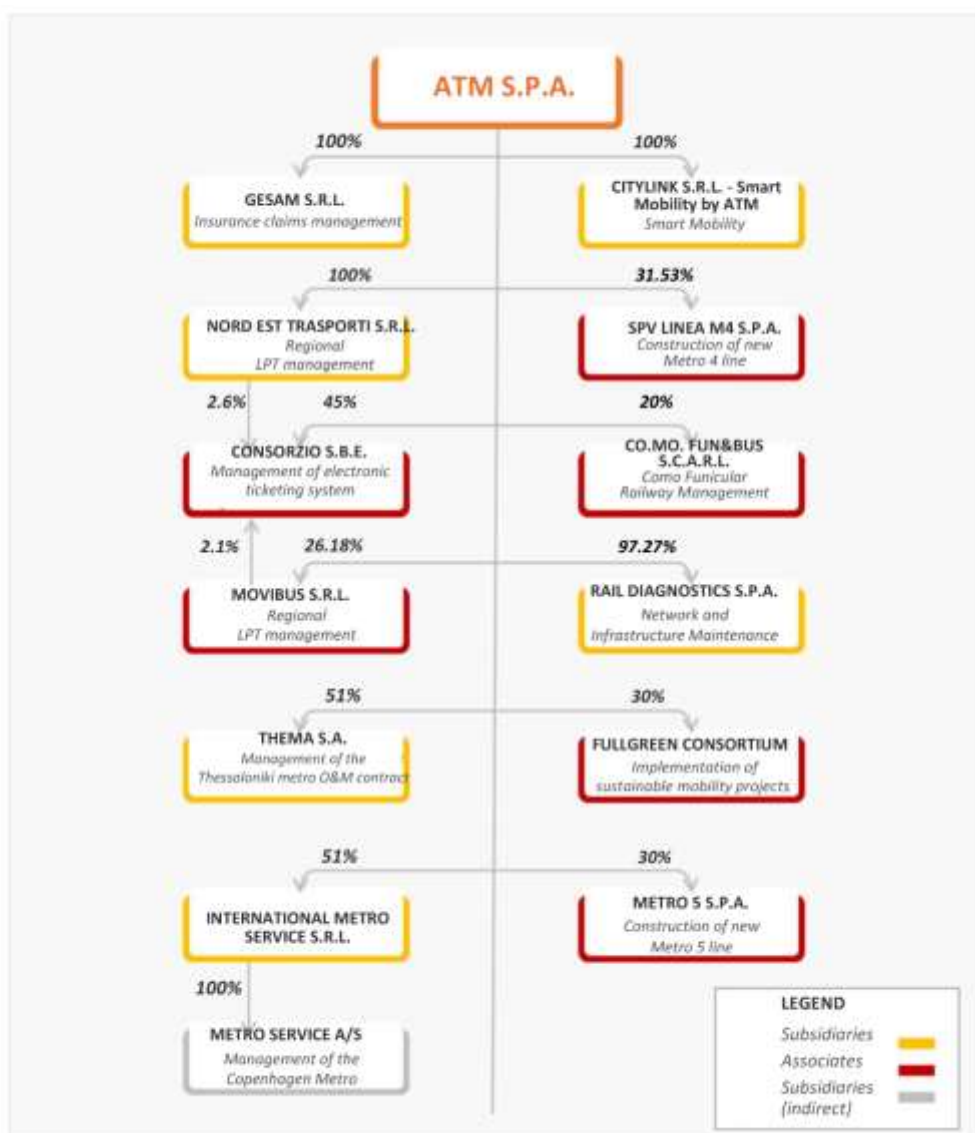 ATM S.P.A.
100%
100%
GESAM S.R.L.
Insurance claims management
CITYLINK S.R.L. - Smart
Mobility by ATM
Smart Mobility
100%
31.53%
NORD EST TRASPORTI S.R.L.
Regional
LPT management
SPV LINEA M4 S.P.A.
Construction of new
Metro 4 line
2.6%
45%
20%
CONSORZIO S.B.E.
Management of electronic
ticketing system
CO.MO. FUN&BUS
S.C.A.R.L.
Como Funicular
Railway Management
2.1%
26.18%
97.27%
MOVIBUS S.R.L.
Regional
LPT management
RAIL DIAGNOSTICS S.P.A.
Network and
Infrastructure Maintenance
51%
30%
THEMA S.A.
Management of the
Thessaloniki metro O&M contract
FULLGREEN CONSORTIUM
Implementation of
sustainable mobility projects
51%
30%
INTERNATIONAL METRO
SERVICE S.R.L.
METRO 5 S.P.A.
Construction of new
Metro 5 line
100%
METRO SERVICE A/S
Management of the
Copenhagen Metro
LEGEND
Subsidiaries
Associates
Subsidiaries
(indirect)